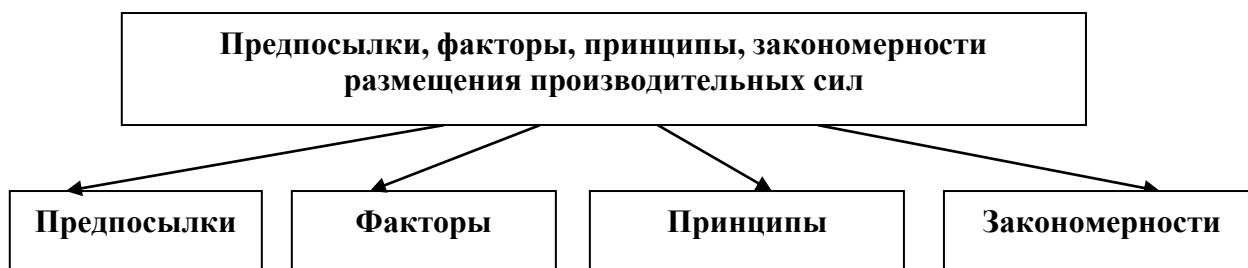 Предпосылки, факторы, принципы, закономерности
размещения производительных сил
Предпосылки
Факторы
Принципы
Закономерности